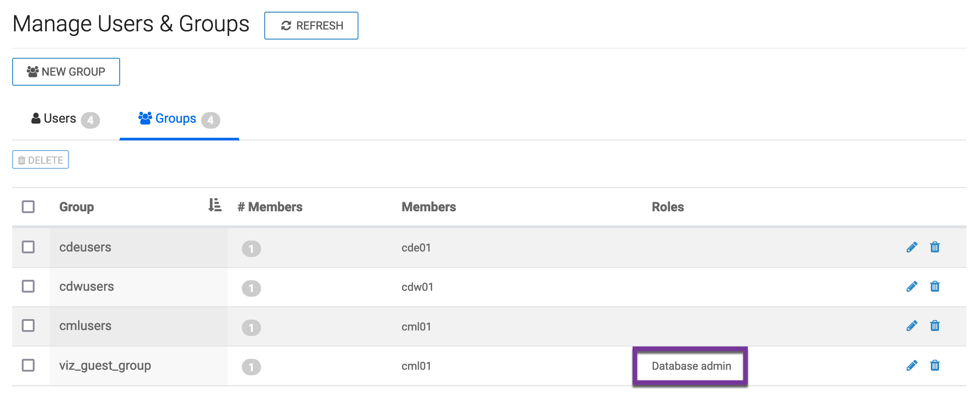 Manage Users & Groups REFRESH
NEW GROUP
Users 4 Groups 4
DELETE
Group # Members Members Roles
cdeusers 1 cde01
cdwusers 1 cdw01
cmlusers 1 cml01
viz_guest_group 1 cml01 Database admin